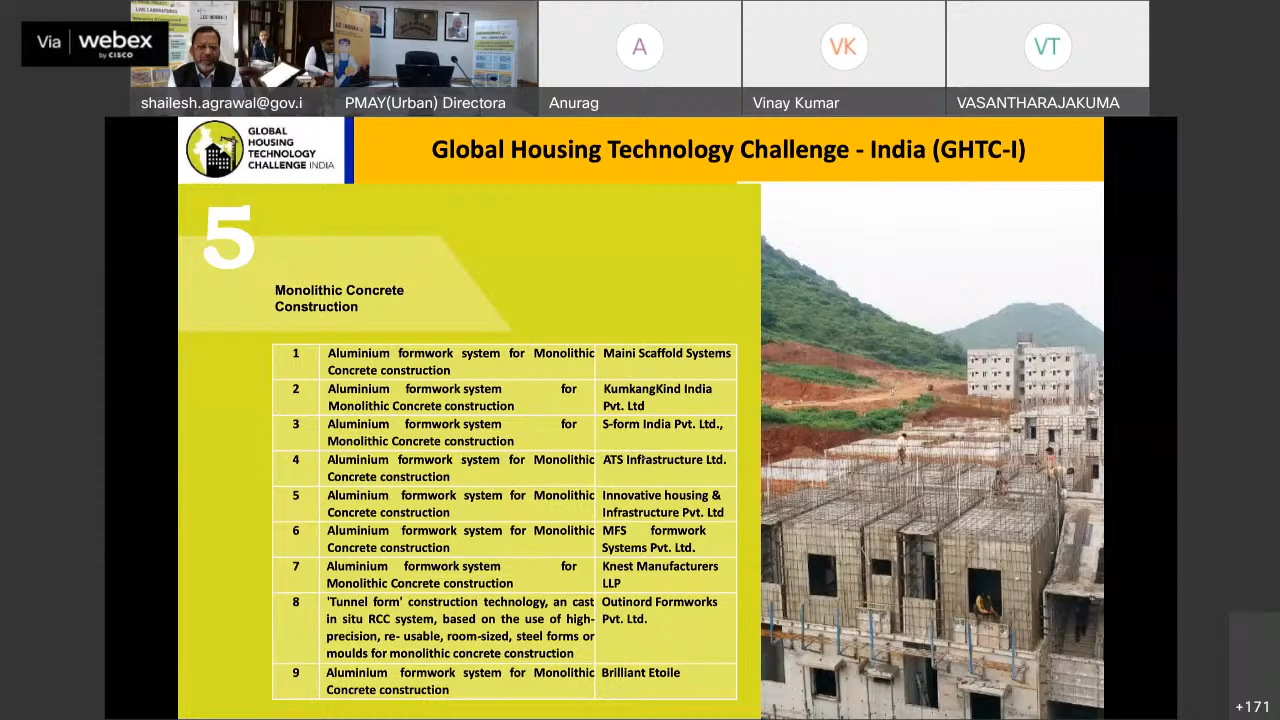 Via webex
by CISCO
shailesh.agrawal@gov.i
PMAY(Urban) Directora
A
Anurag
VK
Vinay Kumar
VT
VASANTHARAJAKUMA
GLOBAL
HOUSING
TECHNOLOGY
CHALLENGE INDIA
Global Housing Technology Challenge - India (GHTC-I)
5
Monolithic Concrete
Construction
1 Aluminium formwork system for Monolithic Maini Scaffold Systems
Concrete construction
2 Aluminium formwork system for KumkangKind India
Monolithic Concrete construction Pvt. Ltd
3 Aluminium formwork system for S-form India Pvt. Ltd.,
Monolithic Concrete construction
4 Aluminium formwork system for Monolithic ATS Infrastructure Ltd.
Concrete construction
5 Aluminium formwork system for Monolithic Innovative housing &
Concrete construction Infrastructure Pvt. Ltd
6 Aluminium formwork system for Monolithic MFS formwork
Concrete construction Systems Pvt. Ltd.
7 Aluminium formwork system for Knest Manufacturers
Monolithic Concrete construction LLP
8 'Tunnel form' construction technology, an cast Outinord Formworks
in situ RCC system, based on the use of high- Pvt. Ltd.
precision, re- usable, room-sized, steel forms or
moulds for monolithic concrete construction
9 Aluminium formwork system for Monolithic Brilliant Etoile
Concrete construction
+171